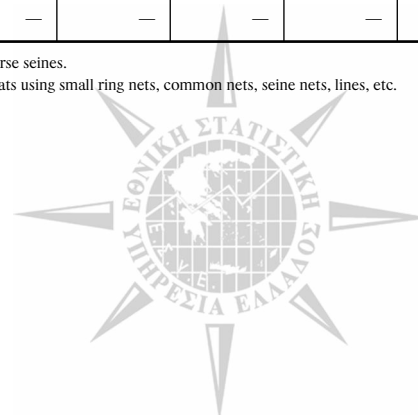 — — — —
rse seines.
ats using small ring nets, common nets, seine nets, lines, etc.
ΕΘΝΙΚΗ ΣΤΑΤΙΣΤΙΚΗ
ΥΠΗΡΕΣΙΑ ΕΛΛΑΔΟΣ
Ε.Σ.Υ.Ε.